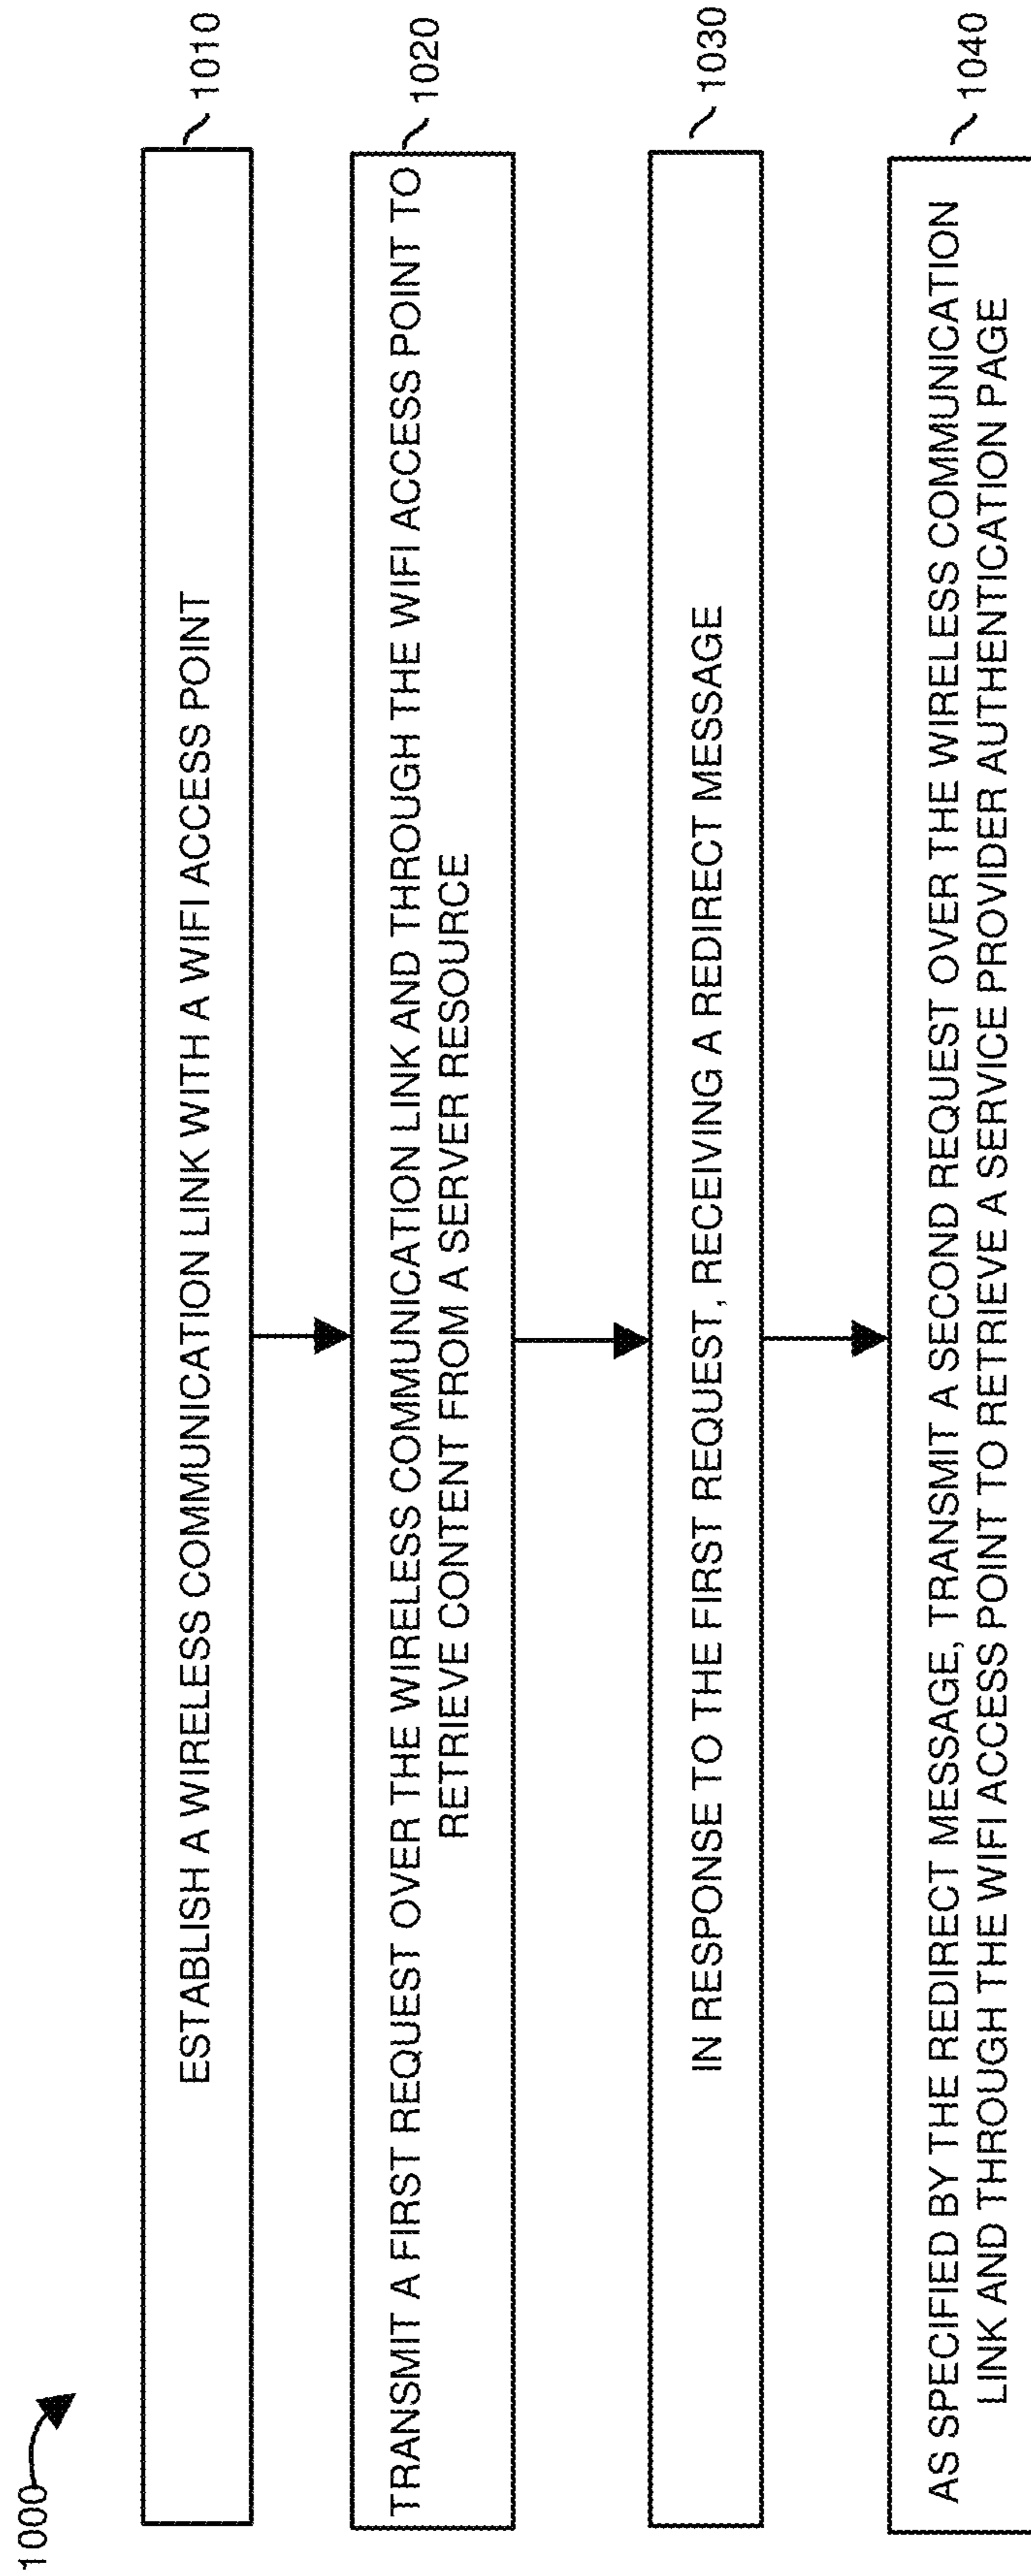 1000
ESTABLISH A WIRELESS COMMUNICATION LINK WITH A WIFI ACCESS POINT
1010
TRANSMIT A FIRST REQUEST OVER THE WIRELESS COMMUNICATION LINK AND THROUGH THE WIFI ACCESS POINT TO
RETRIEVE CONTENT FROM A SERVER RESOURCE
1020
IN RESPONSE TO THE FIRST REQUEST, RECEIVING A REDIRECT MESSAGE
1030
AS SPECIFIED BY THE REDIRECT MESSAGE, TRANSMIT A SECOND REQUEST OVER THE WIRELESS COMMUNICATION
LINK AND THROUGH THE WIFI ACCESS POINT TO RETRIEVE A SERVICE PROVIDER AUTHENTICATION PAGE
1040